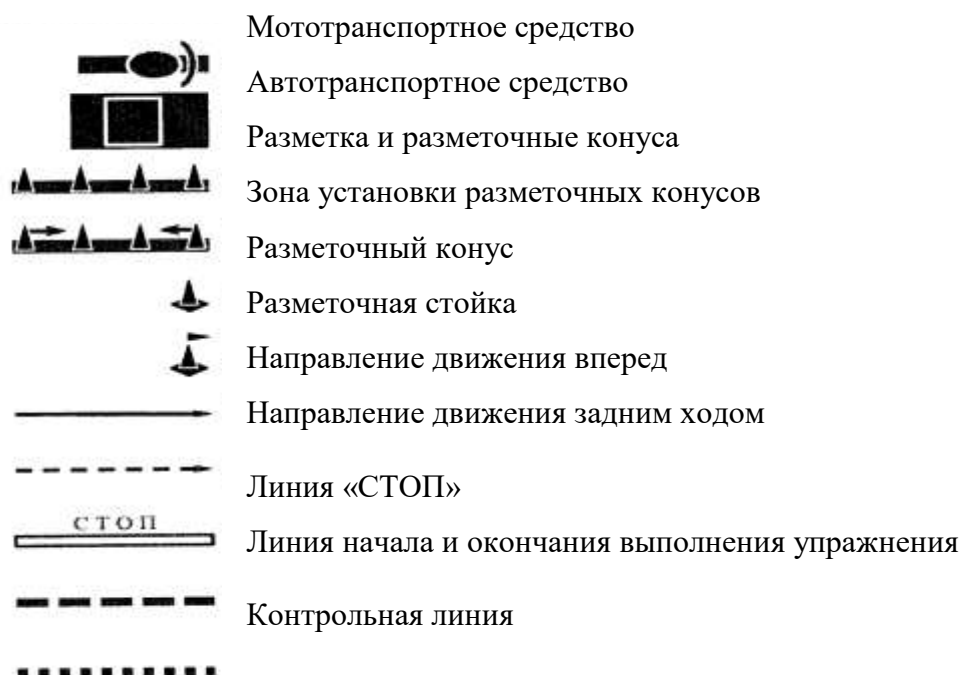 Мототранспортное средство
Автотранспортное средство
Разметка и разметочные конуса
Зона установки разметочных конусов
Разметочный конус
Разметочная стойка
Направление движения вперед
Направление движения задним ходом
Линия «СТОП»
СТОП
Линия начала и окончания выполнения упражнения
Контрольная линия